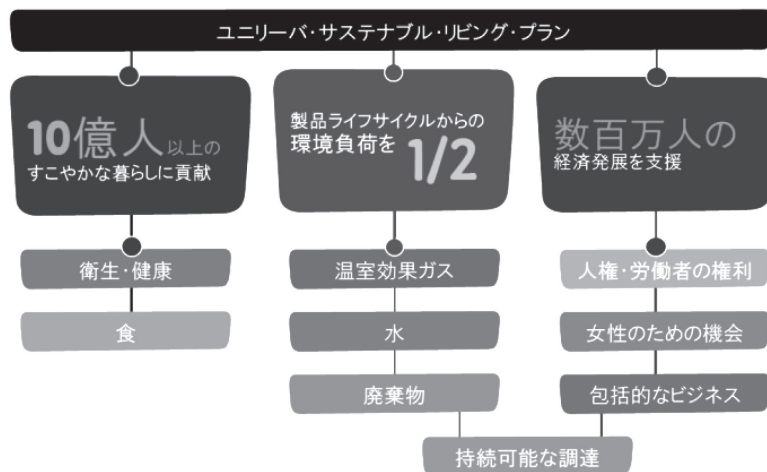 ユニリーバ・サステナブル・リビング・プラン
10億人以上の
すこやかな暮らしに貢献
製品ライフサイクルからの
環境負荷を 1/2
数百万人の
経済発展を支援
衛生・健康
食
温室効果ガス
水
廃棄物
人権・労働者の権利
女性のための機会
包括的なビジネス
持続可能な調達